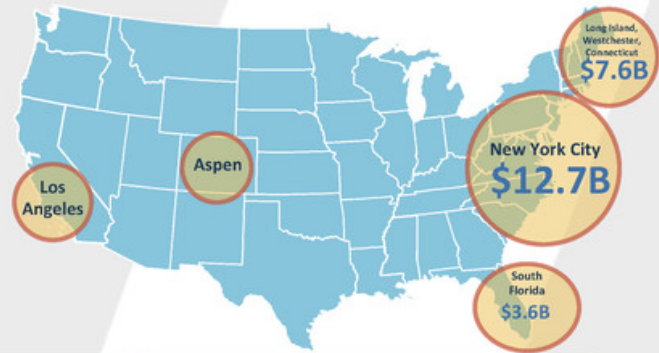 Long Island,
Westchester,
Connecticut
$7.6B
New York City
$12.7B
Aspen
Los
Angeles
South
Florida
$3.6B